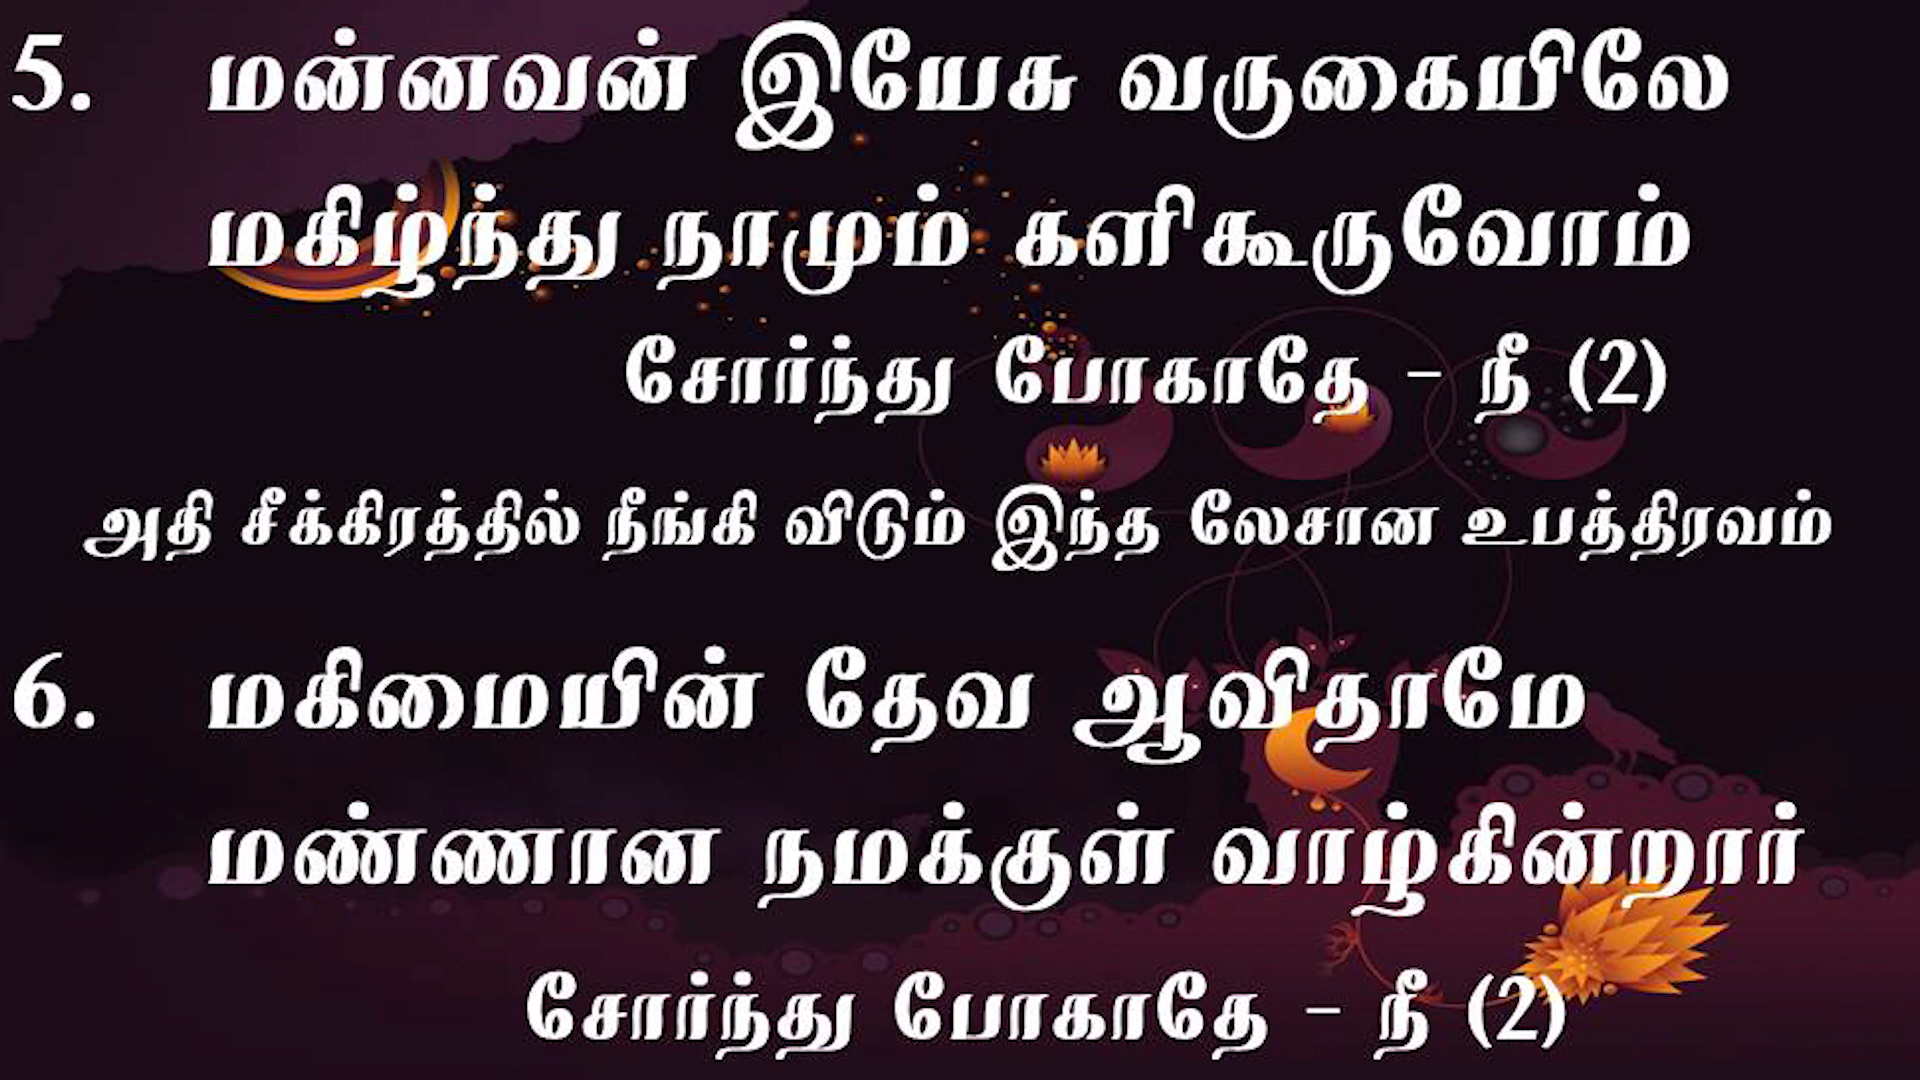 5. மன்னவன் இயேசு வருகையிலே
மகிழ்ந்து நாமும் களிகூருவோம்
சோர்ந்து போகாதே - நீ (2)
அதி சீக்கிரத்தில் நீங்கி விடும் இந்த லேசான உபத்திரவம்
6. மகிமையின் தேவ ஆவிதாமே
மண்ணான நமக்குள் வாழ்கின்றார்
சோர்ந்து போகாதே - நீ (2)